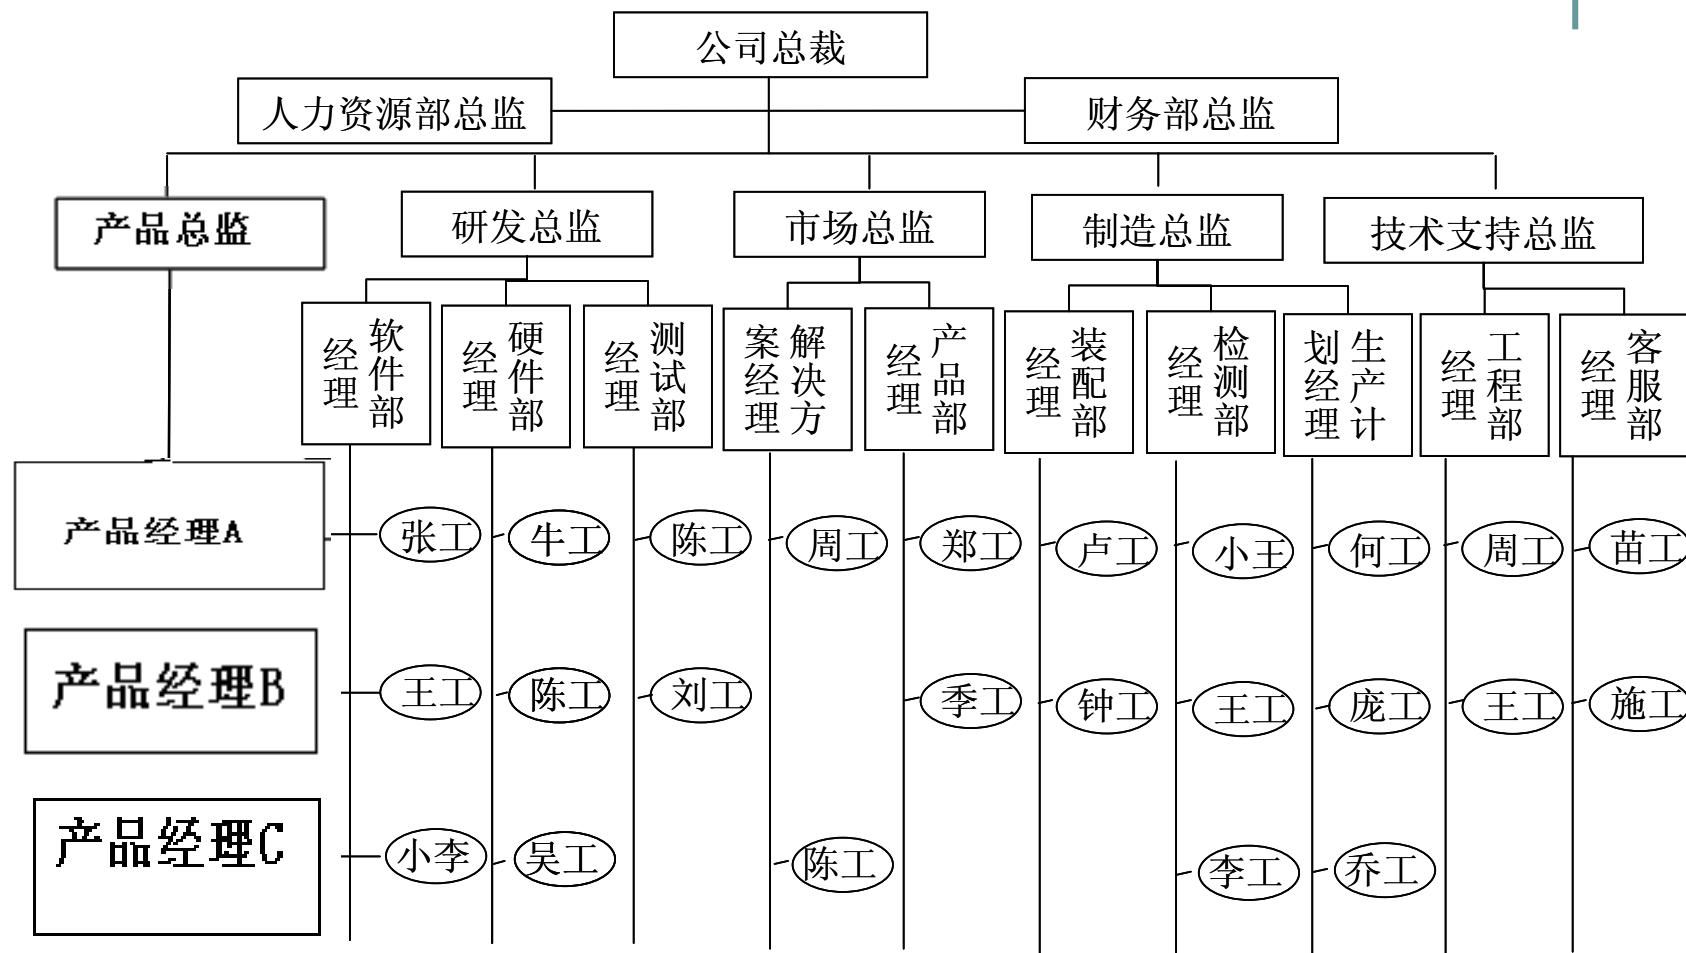 公司总裁
人力资源部总监
财务部总监
产品总监
研发总监
市场总监
制造总监
技术支持总监
软件部
经理
硬件部
经理
测试部
经理
解决方
案经理
产品部
经理
装配部
经理
检测部
经理
生产计
划经理
工程部
经理
客服部
经理
产品经理A
张工
牛工
陈工
周工
郑工
卢工
小王
何工
周工
苗工
产品经理B
王工
陈工
刘工
季工
钟工
王工
庞工
王工
施工
产品经理C
小李
吴工
陈工
李工
乔工